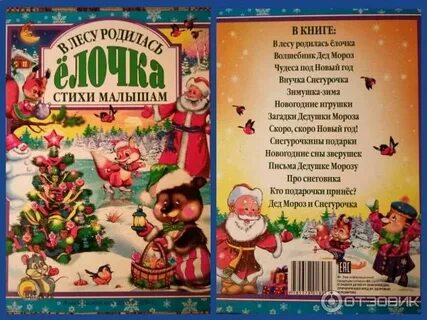 В ЛЕСУ РОДИЛАСЬ
ЁЛОЧКА
СТИХИ МАЛЫШАМ
В КНИГЕ:
В лесу родилась ёлочка
Волшебник Дед Мороз
Чудеса под Новый год
Внучка Снегурочка
Зимушка-зима
Новогодние игрушки
Загадки Дедушки Мороза
Скоро, скоро Новый год!
Снегурочкины подарки
Новогодние сны зверушек
Письма Дедушке Морозу
Про снеговика
Кто подарочки принёс?
Дед Мороз и Снегурочка
EAC
ОТЗОВИК